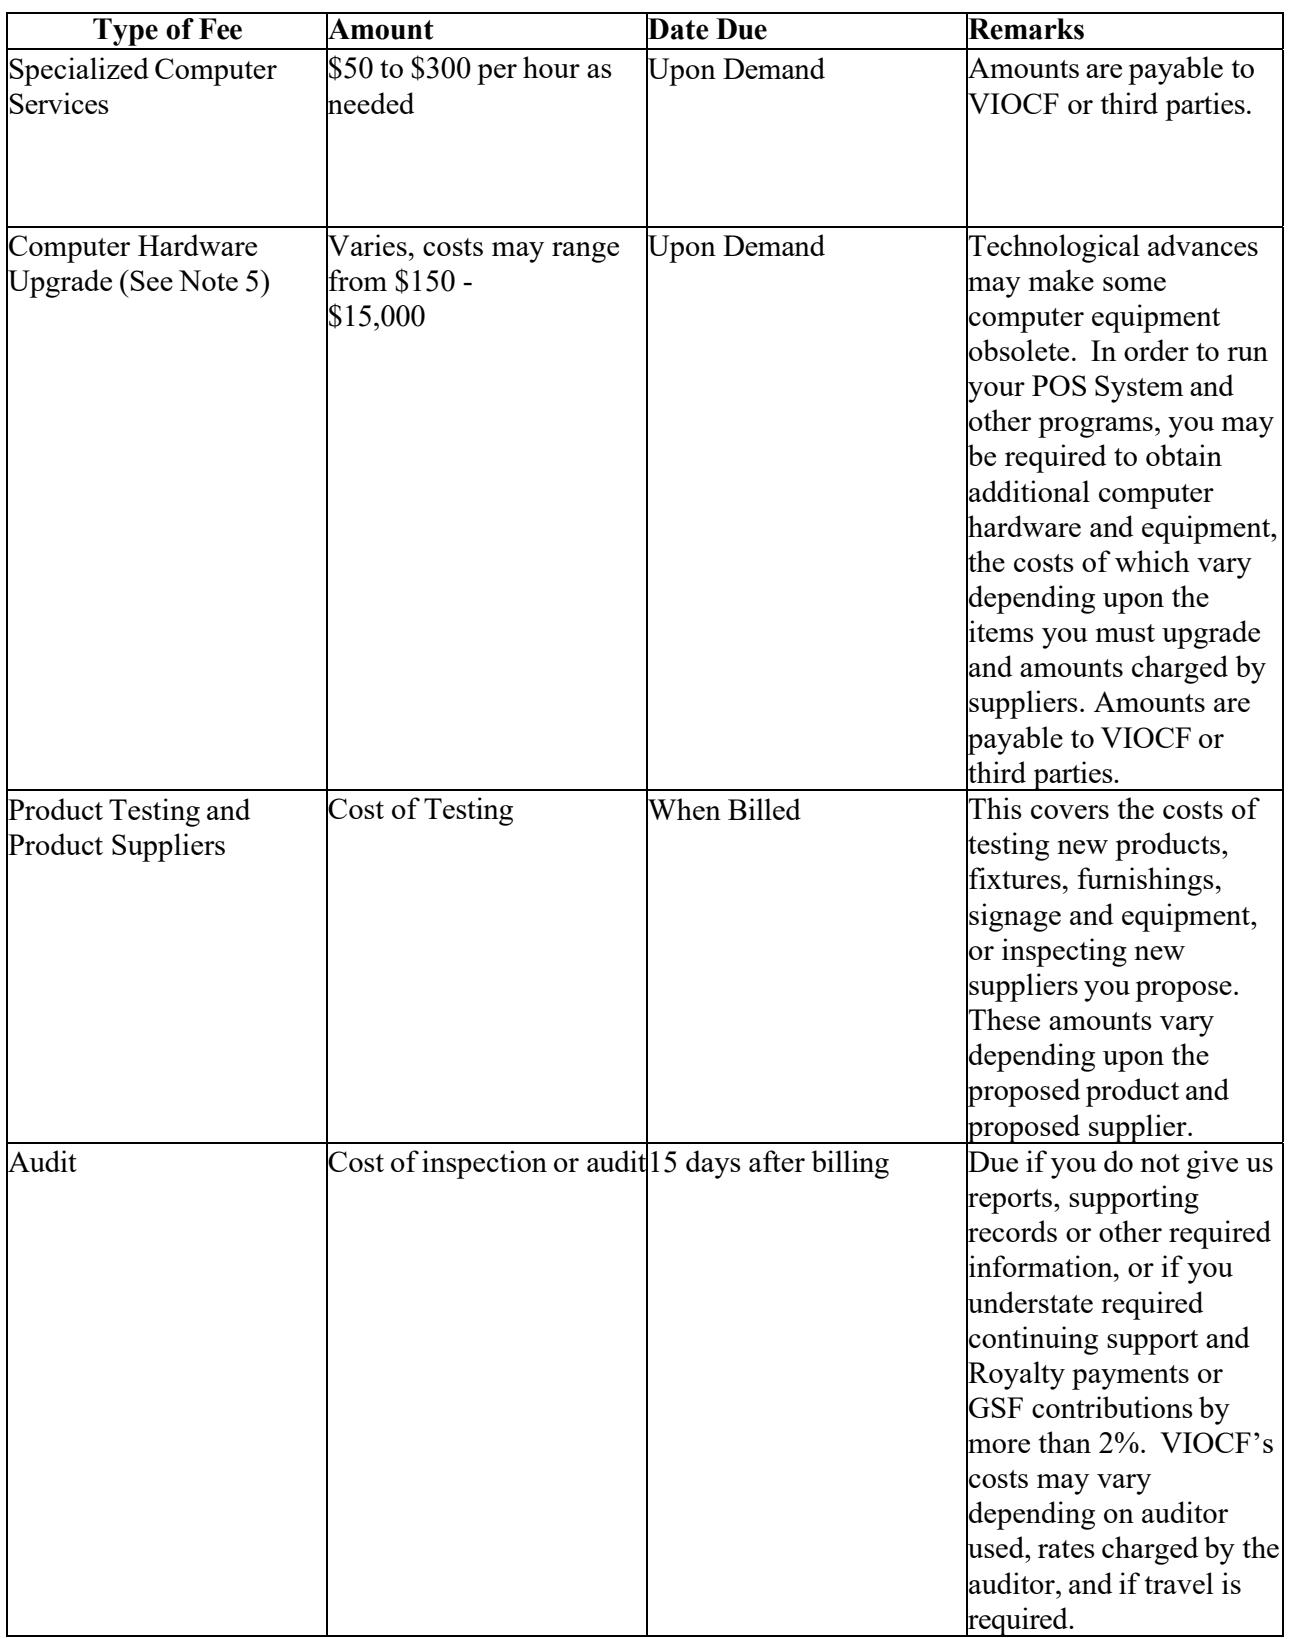 Type of Fee
Amount
Date Due
Remarks
Specialized Computer
Services
$50 to $300 per hour as
needed
Upon Demand
Amounts are payable to
VIOCF or third parties.
Computer Hardware
Upgrade (See Note 5)
Varies, costs may range
from $150 -
$15,000
Upon Demand
Technological advances
may make some
computer equipment
obsolete.  In order to run
your POS System and
other programs, you may
be required to obtain
additional computer
hardware and equipment,
the costs of which vary
depending upon the
items you must upgrade
and amounts charged by
suppliers. Amounts are
payable to VIOCF or
third parties.
Product Testing and
Product Suppliers
Cost of Testing
When Billed
This covers the costs of
testing new products,
fixtures, furnishings,
signage and equipment,
or inspecting new
suppliers you propose.
These amounts vary
depending upon the
proposed product and
proposed supplier.
Audit
Cost of inspection or audit
15 days after billing
Due if you do not give us
reports, supporting
records or other required
information, or if you
understate required
continuing support and
Royalty payments or
GSF contributions by
more than 2%.  VIOCF’s
costs may vary
depending on auditor
used, rates charged by the
auditor, and if travel is
required.